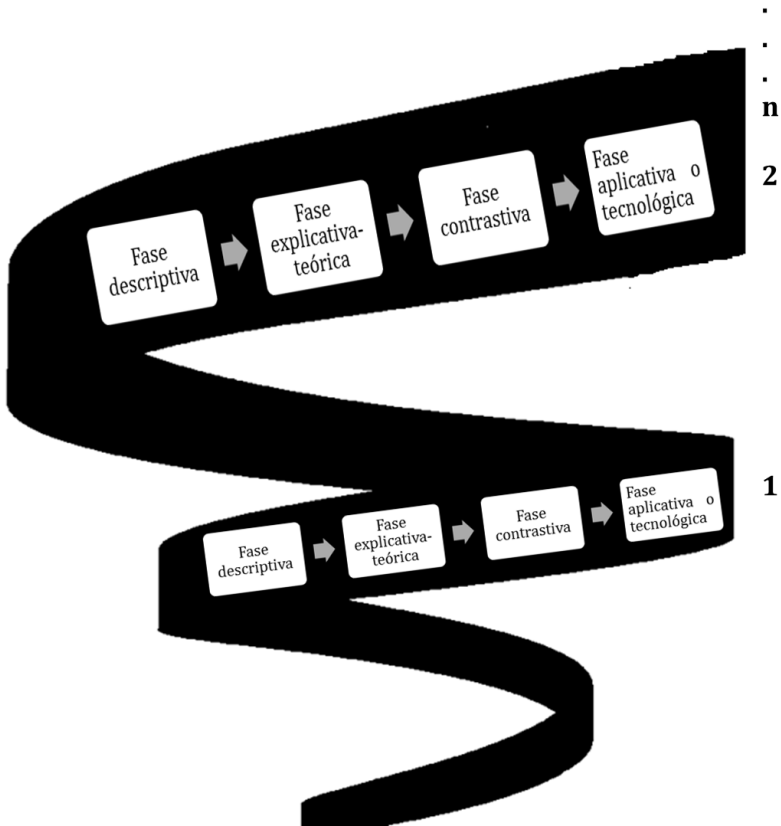 .
.
.
n
2
Fase
descriptiva
Fase
explicativa-
teórica
Fase
contrastiva
Fase
aplicativa o
tecnológica
1
Fase
descriptiva
Fase
explicativa-
teórica
Fase
contrastiva
Fase
aplicativa o
tecnológica